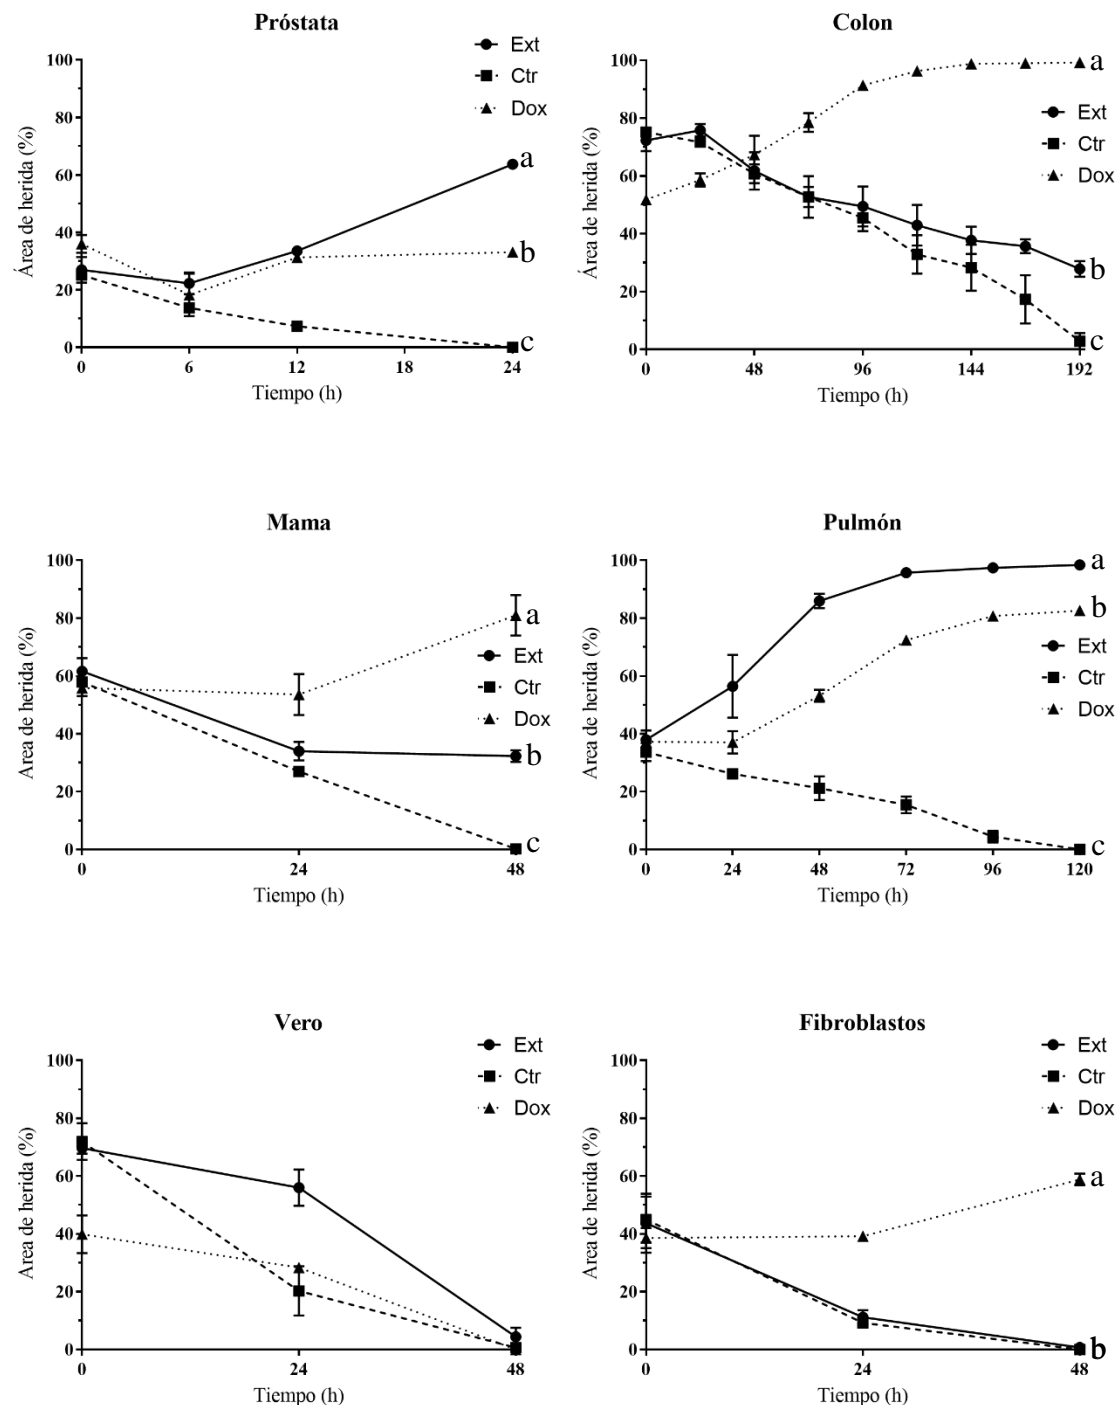 Próstata
Ext
Ctr
Dox
Área de herida (%)
100
80
60
40
20
0
a
b
c
0 6 12 18 24
Tiempo (h)
Colon
Ext
Ctr
Dox
Área de herida (%)
100
80
60
40
20
0
a
b
c
0 48 96 144 192
Tiempo (h)
Mama
Ext
Ctr
Dox
Area de herida (%)
100
80
60
40
20
0
a
b
c
0 24 48
Tiempo (h)
Pulmón
Ext
Ctr
Dox
Area de herida (%)
100
80
60
40
20
0
a
b
c
0 24 48 72 96 120
Tiempo (h)
Vero
Ext
Ctr
Dox
Area de herida (%)
100
80
60
40
20
0
0 24 48
Tiempo (h)
Fibroblastos
Ext
Ctr
Dox
Area de herida (%)
100
80
60
40
20
0
a
b
0 24 48
Tiempo (h)